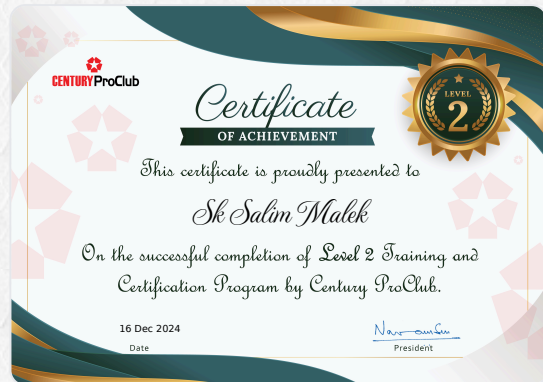 CENTURY ProClub
Certificate
OF ACHIEVEMENT
LEVEL
2
This certificate is proudly presented to
Sk Salim Malek
On the successful completion of Level 2 Training and
Certification Program by Century ProClub.
16 Dec 2024
Date
President